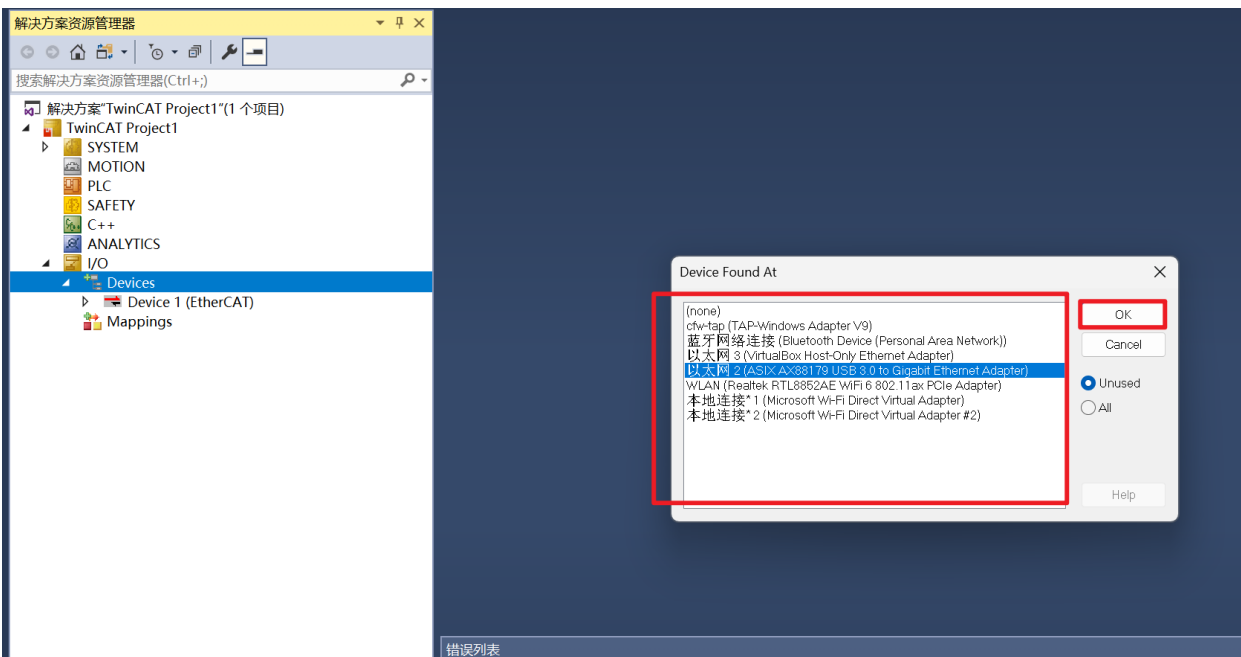 解决方案资源管理器
搜索解决方案资源管理器(Ctrl+;)
解决方案"TwinCAT Project1"(1 个项目)
TwinCAT Project1
SYSTEM
MOTION
PLC
SAFETY
C++
ANALYTICS
I/O
Devices
Device 1 (EtherCAT)
Mappings
Device Found At
(none)
cfw-tap (TAP-Windows Adapter V9)
蓝牙网络连接 (Bluetooth Device (Personal Area Network))
以太网 3 (VirtualBox Host-Only Ethernet Adapter)
以太网 2 (ASIX AX88179 USB 3.0 to Gigabit Ethernet Adapter)
WLAN (Realtek RTL8852AE WiFi 6 802.11ax PCIe Adapter)
本地连接* 1 (Microsoft Wi-Fi Direct Virtual Adapter)
本地连接* 2 (Microsoft Wi-Fi Direct Virtual Adapter #2)
OK
Cancel
Unused
All
Help
错误列表